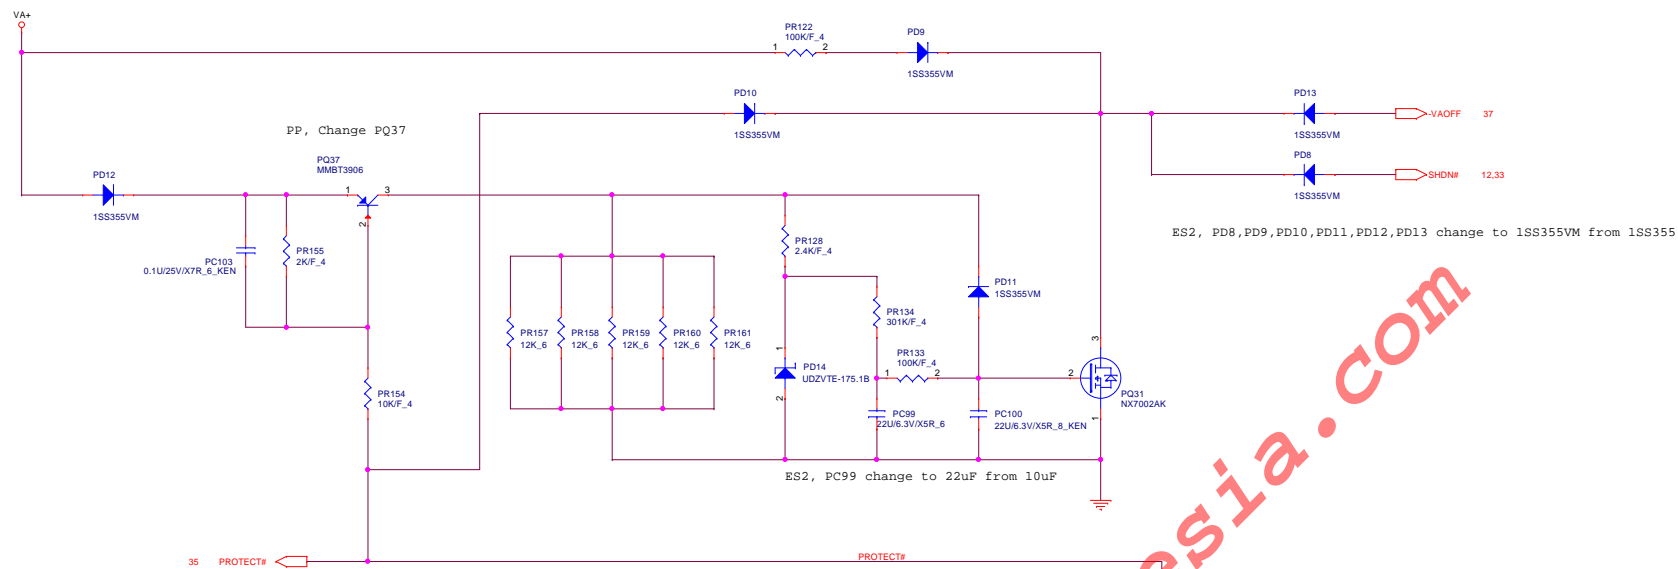 VA+
PR122
100K/F_4
1 2
PD9
1SS355VM
PD10
1SS355VM
PD13
1SS355VM
-VAOFF 37
PD8
1SS355VM
SHDN# 12,33
PP, Change PQ37
PQ37
MMBT3906
PD12
1SS355VM
1 3
2
ES2, PD8,PD9,PD10,PD11,PD12,PD13 change to 1SS355VM from 1SS355
PC103
0.1U/25V/X7R_6_KEN
PR155
2K/F_4
PR128
2.4K/F_4
PD11
1SS355VM
PR134
301K/F_4
PR157
12K_6
PR158
12K_6
PR159
12K_6
PR160
12K_6
PR161
12K_6
1
PD14
UDZVTE-175.1B
2
PR133
100K/F_4
1 2
3
2
1
PQ31
NX7002AK
PR154
10K/F_4
PC99
22U/6.3V/X5R_6
PC100
22U/6.3V/X5R_8_KEN
ES2, PC99 change to 22uF from 10uF
35 PROTECT#
PROTECT#
esia.com